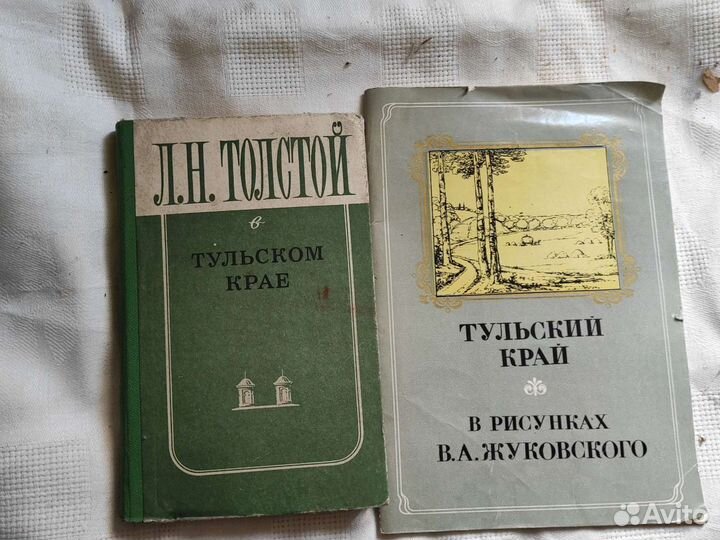 Л.Н. ТОЛСТОЙ
в
ТУЛЬСКОМ
КРАЕ
ТУЛЬСКИЙ
КРАЙ
В РИСУНКАХ
В.А.ЖУКОВСКОГО
Avito